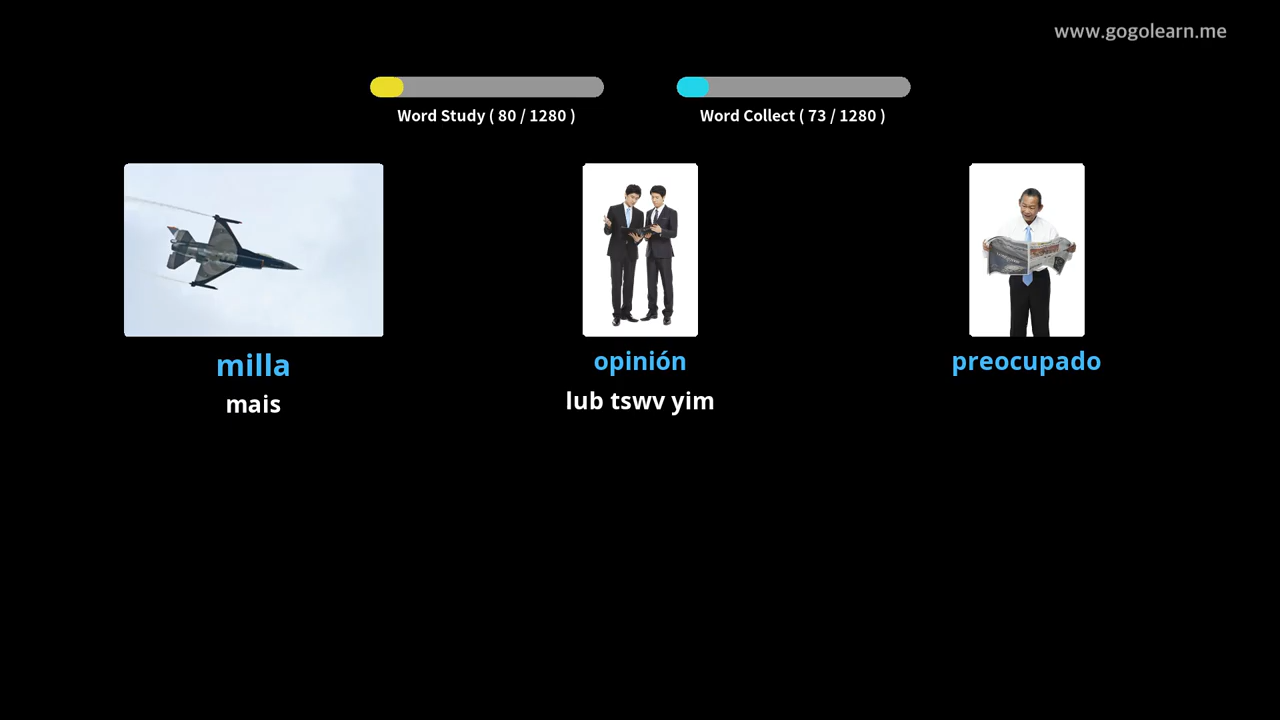 www.gogolearn.me
Word Study ( 80 / 1280 )
Word Collect ( 73 / 1280 )
milla
mais
opinión
lub tswv yim
preocupado